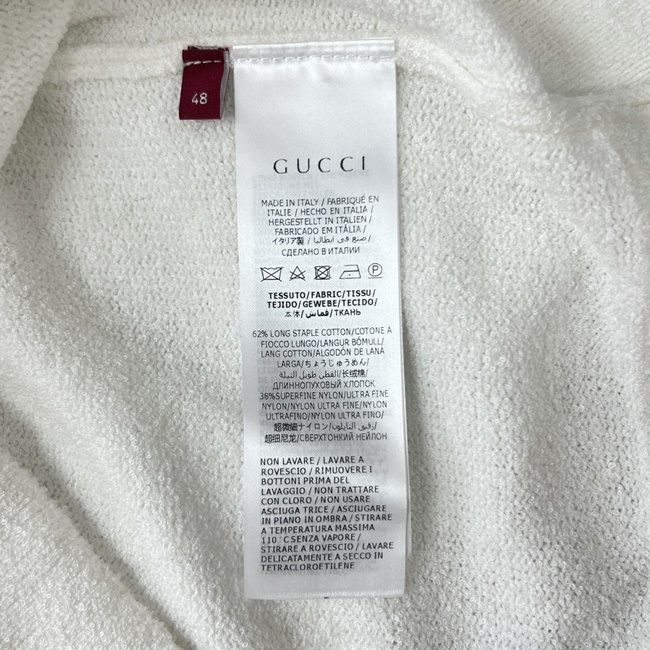 48
GUCCI
MADE IN ITALY / FABRIQUÉ EN
ITALIE / HECHO EN ITALIA /
HERGESTELLT IN ITALIEN /
FABRICADO EM ITÁLIA /
イタリア製 / صنع في ايطاليا /
СДЕЛАНО В ИТАЛИИ
P
TESSUTO/FABRIC/TISSU/
TEJIDO/GEWEBE/TECIDO/
本体/قماش/ТКАНЬ
62% LONG STAPLE COTTON/COTONE A
FIOCCO LUNGO/LANGUR BÖMULL/
LANG COTTON/ALGODÓN DE LANA
LARGA/ちょうじゅうめん/
القطن طويل التيلة/长绒棉/
ДЛИННОПУХОВЫЙ ХЛОПОК
38%SUPERFINE NYLON/ULTRA FINE
NYLON/NYLON ULTRA FINE/NYLON
ULTRAFINO/NYLON ULTRAFINO/
超微细ナイロン/رقيق النايلون/
超细尼龙/СВЕРХТОНКИЙ НЕЙЛОН
NON LAVARE / LAVARE A
ROVESCIO / RIMUOVERE I
BOTTONI PRIMA DEL
LAVAGGIO / NON TRATTARE
CON CLORO / NON USARE
ASCIUGA TRICE / ASCIUGARE
IN PIANO IN OMBRA / STIRARE
A TEMPERATURA MASSIMA
110 °C SENZA VAPORE /
STIRARE A ROVESCIO / LAVARE
DELICATAMENTE A SECCO IN
TETRACLOROETILENE